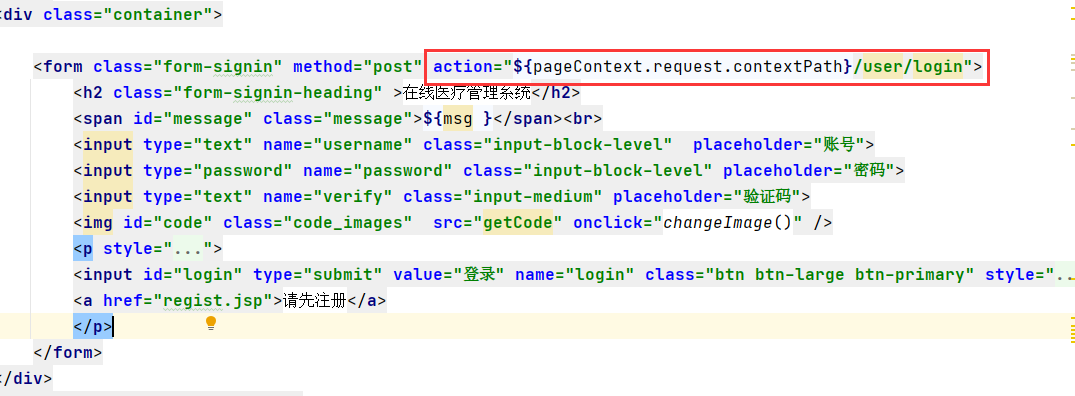 <div class="container">
<form class="form-signin" method="post" action="${pageContext.request.contextPath}/user/login">
<h2 class="form-signin-heading" >在线医疗管理系统</h2>
<span id="message" class="message">${msg }</span><br>
<input type="text" name="username" class="input-block-level"  placeholder="账号">
<input type="password" name="password" class="input-block-level" placeholder="密码">
<input type="text" name="verify" class="input-medium" placeholder="验证码">
<img id="code" class="code_images"  src="getCode" onclick="changeImage()" />
<p style="...">
<input id="login" type="submit" value="登录" name="login" class="btn btn-large btn-primary" style="..
<a href="regist.jsp">请先注册</a>
</p>
</form>
</div>